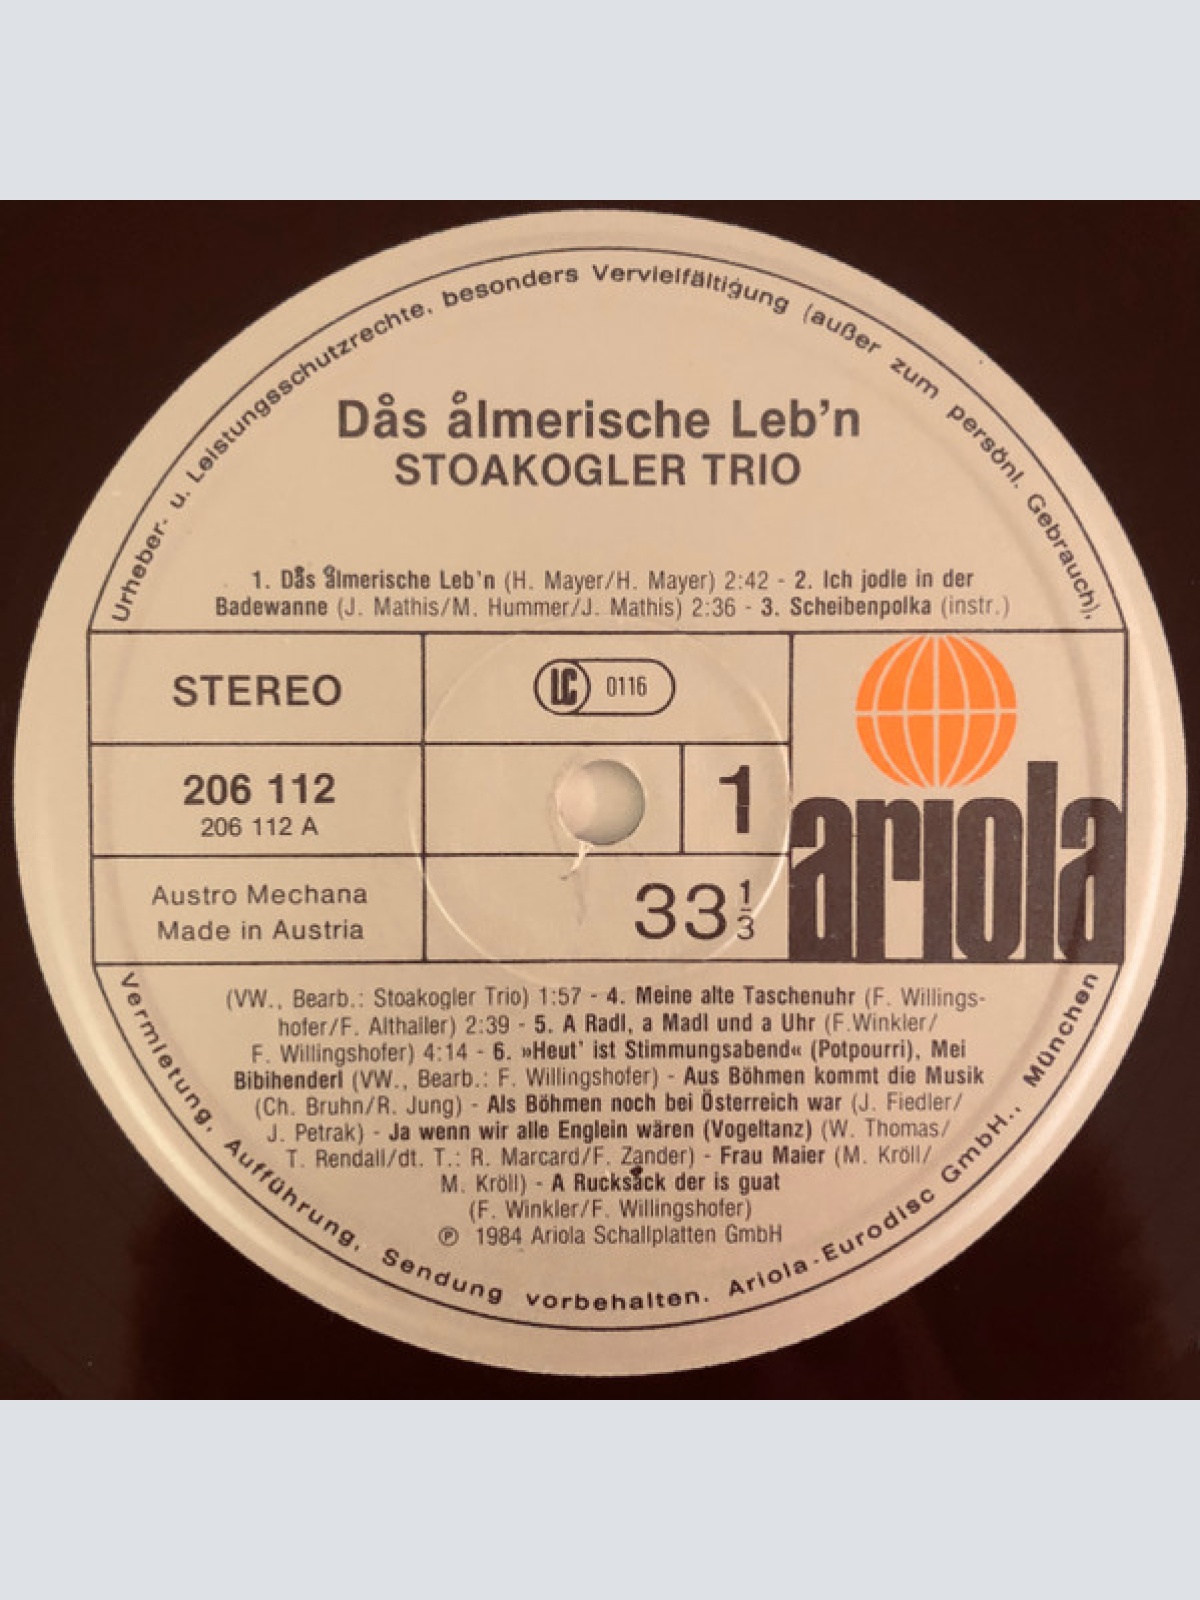 Urheber- u. Leistungsschutzrechte, besonders Vervielfältigung (außer zum persönl. Gebrauch),
Dås ålmerische Leb'n
STOAKOGLER TRIO
1. Dås ålmerische Leb'n (H. Mayer/H. Mayer) 2:42 - 2. Ich jodle in der
Badewanne (J. Mathis/M. Hummer/J. Mathis) 2:36 - 3. Scheibenpolka (instr.)
STEREO
LC 0116
206 112
206 112 A
1
ariola
Austro Mechana
Made in Austria
33 1/3
(VW., Bearb.: Stoakogler Trio) 1:57 - 4. Meine alte Taschenuhr (F. Willings-
hofer/F. Althaller) 2:39 - 5. A Radl, a Madl und a Uhr (F.Winkler/
F. Willingshofer) 4:14 - 6. »Heut' ist Stimmungsabend« (Potpourri), Mei
Bibihenderl (VW., Bearb.: F. Willingshofer) - Aus Böhmen kommt die Musik
(Ch. Bruhn/R. Jung) - Als Böhmen noch bei Österreich war (J. Fiedler/
J. Petrak) - Ja wenn wir alle Englein wären (Vogeltanz) (W. Thomas/
T. Rendall/dt. T.: R. Marcard/F. Zander) - Frau Maier (M. Kröll/
M. Kröll) - A Rucksåck der is guat
(F. Winkler/F. Willingshofer)
℗ 1984 Ariola Schallplatten GmbH
Vermietung, Aufführung, Sendung vorbehalten. Ariola-Eurodisc GmbH., München